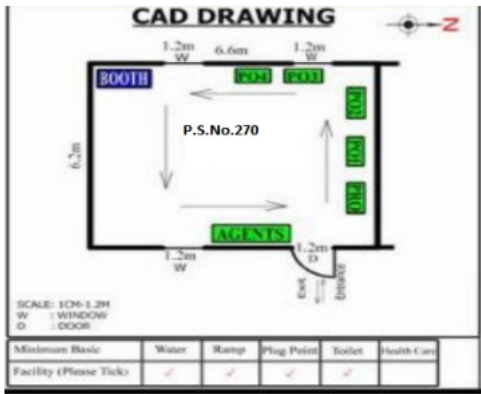 CAD DRAWING
N
1.2m 6.6m 1.2m
W W
BOOTH PO4 PO3
PO2
P.S.No.270
6.2m
PO1
PRO
AGENTS
1.2m 1.2m
W D
Exit Entrance
SCALE: 1CM-1.2M
W : WINDOW
D : DOOR
Minimum Basic Water Ramp Plug Point Toilet Health Care
Facility (Please Tick) ✓ ✓ ✓ ✓